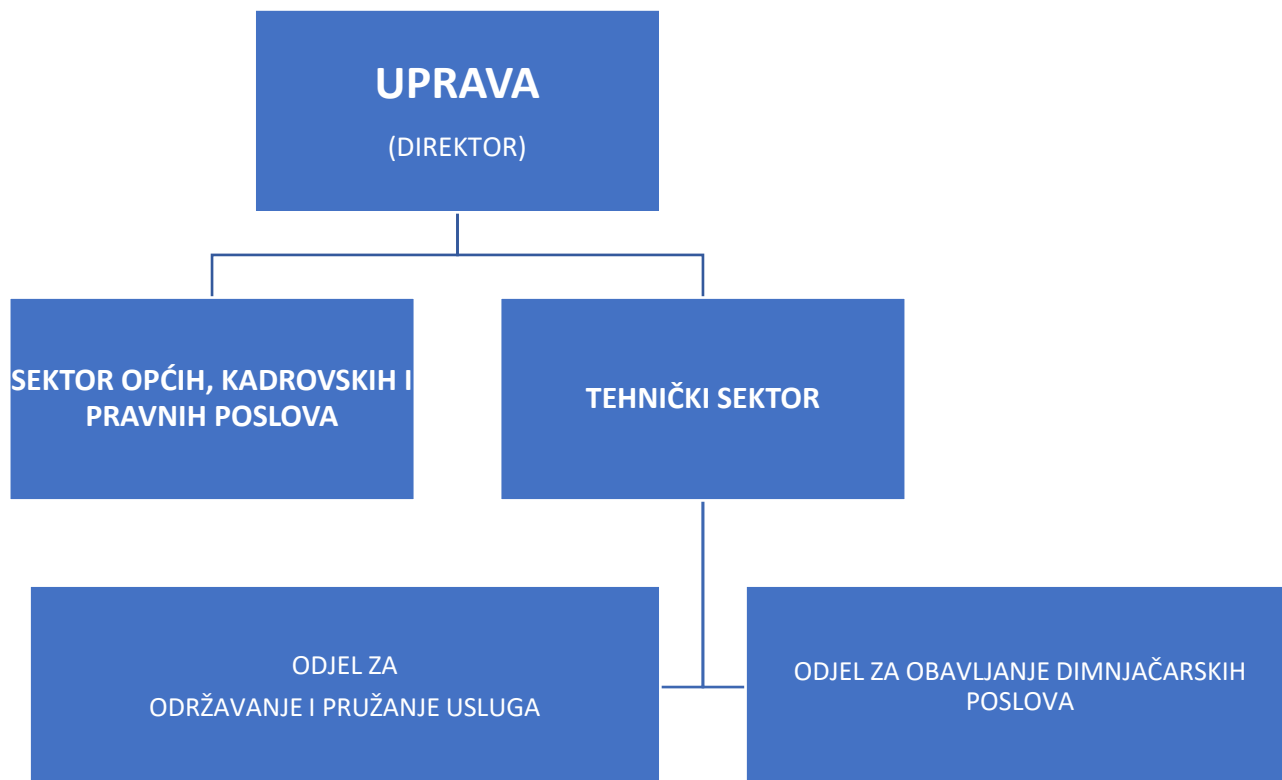 UPRAVA
(DIREKTOR)
SEKTOR OPĆIH, KADROVSKIH I
PRAVNIH POSLOVA
TEHNIČKI SEKTOR
ODJEL ZA
ODRŽAVANJE I PRUŽANJE USLUGA
ODJEL ZA OBAVLJANJE DIMNJAČARSKIH
POSLOVA